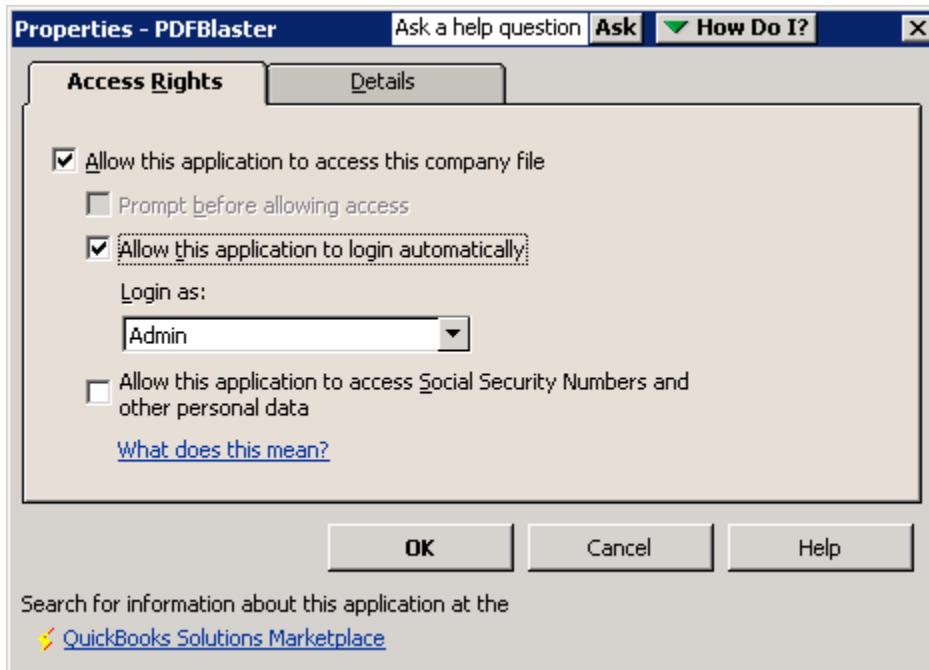 Properties - PDFBlaster Ask a help question Ask How Do I?
Access Rights Details
Allow this application to access this company file
Prompt before allowing access
Allow this application to login automatically
Login as:
Admin
Allow this application to access Social Security Numbers and
other personal data
What does this mean?
OK Cancel Help
Search for information about this application at the
QuickBooks Solutions Marketplace